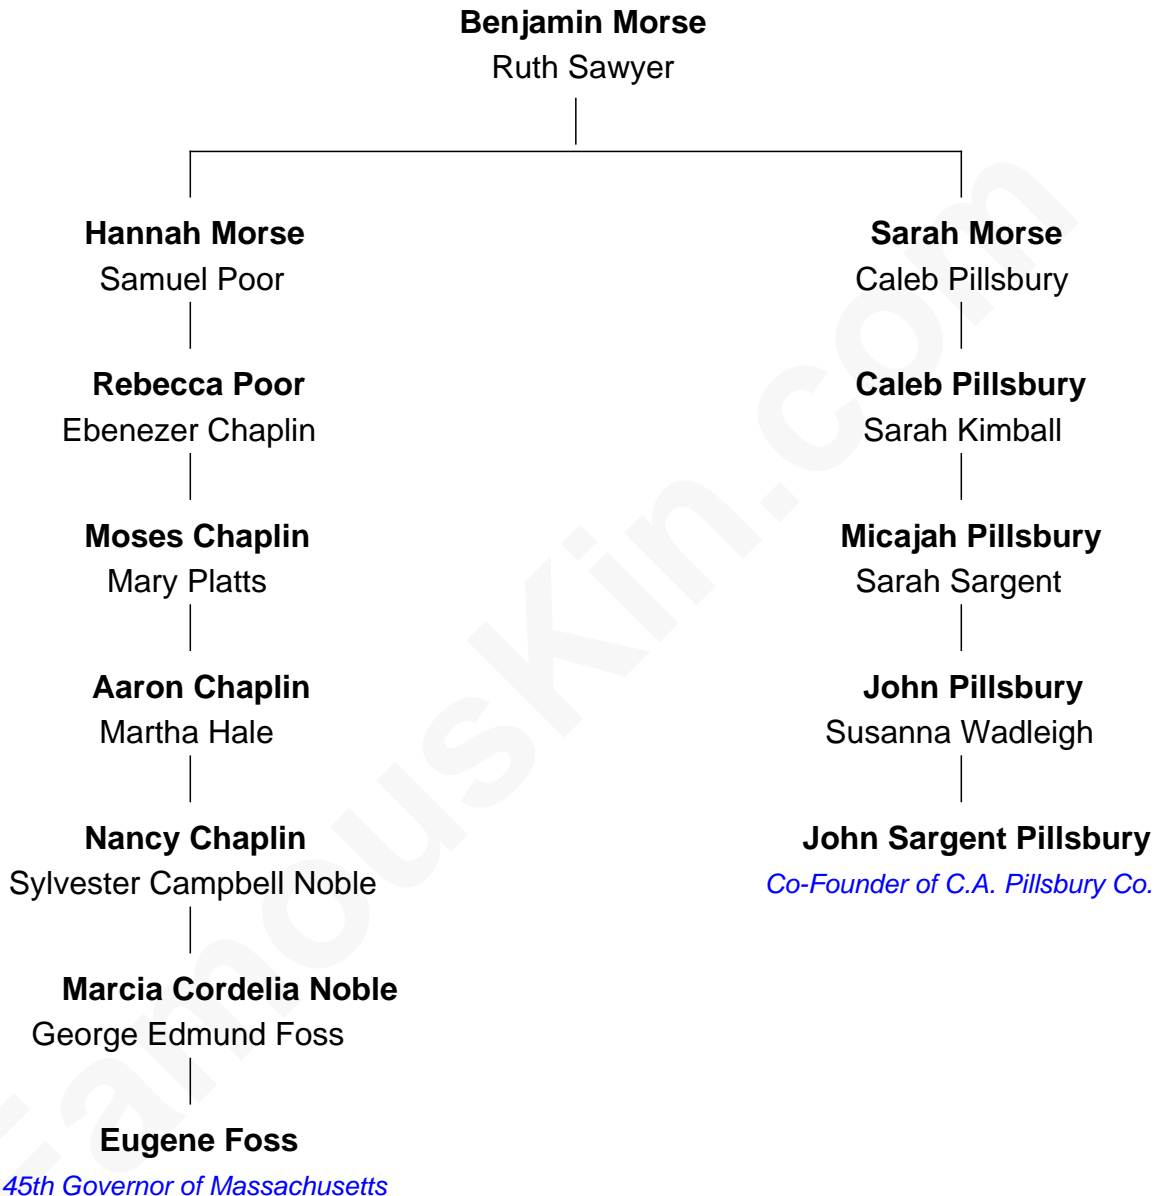 Benjamin Morse
Ruth Sawyer
Hannah Morse
Samuel Poor
Sarah Morse
Caleb Pillsbury
Rebecca Poor
Ebenezer Chaplin
Caleb Pillsbury
Sarah Kimball
Moses Chaplin
Mary Platts
Micajah Pillsbury
Sarah Sargent
Aaron Chaplin
Martha Hale
John Pillsbury
Susanna Wadleigh
Nancy Chaplin
Sylvester Campbell Noble
John Sargent Pillsbury
Co-Founder of C.A. Pillsbury Co.
Marcia Cordelia Noble
George Edmund Foss
Eugene Foss
45th Governor of Massachusetts
FamousKin.com